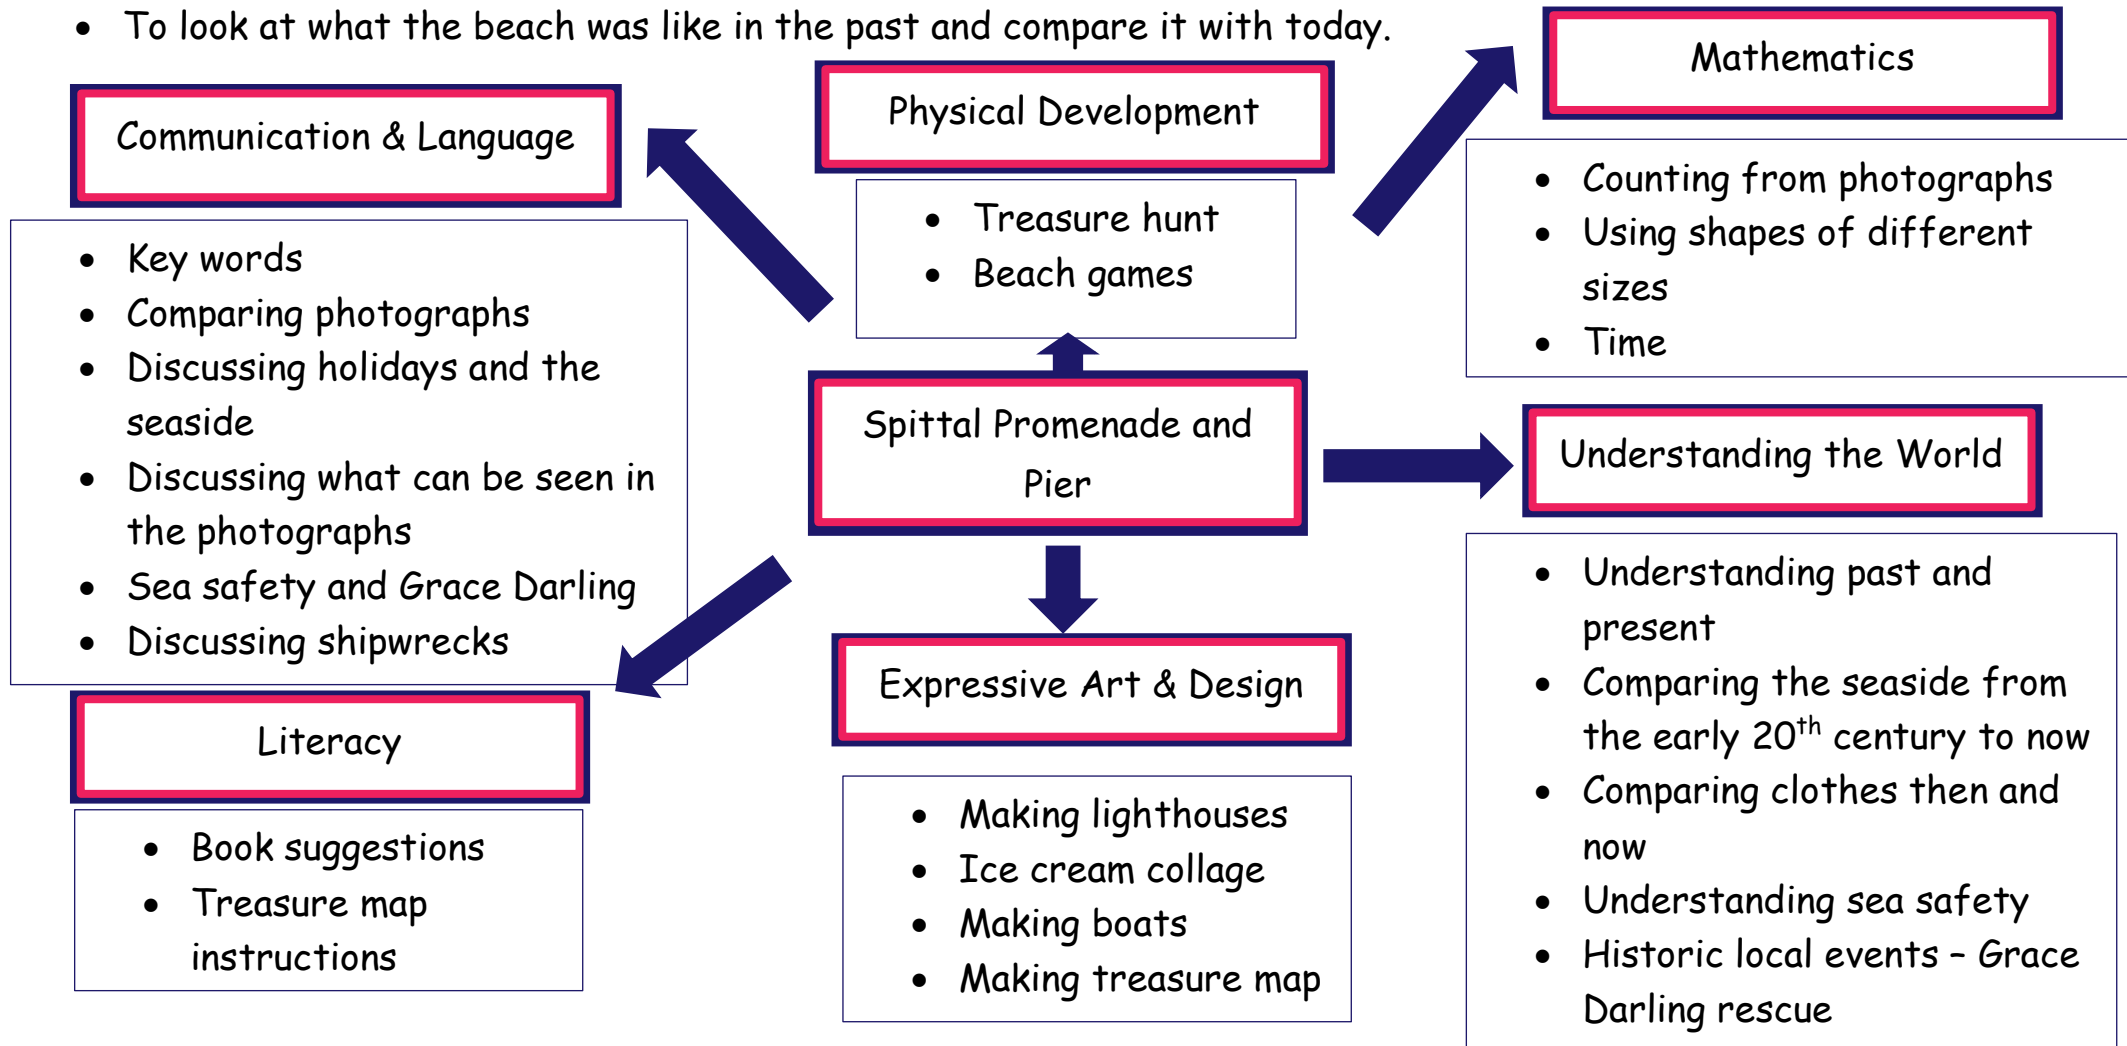 • To look at what the beach was like in the past and compare it with today.
Communication & Language
• Key words
• Comparing photographs
• Discussing holidays and the
seaside
• Discussing what can be seen in
the photographs
• Sea safety and Grace Darling
• Discussing shipwrecks
Physical Development
• Treasure hunt
• Beach games
Mathematics
• Counting from photographs
• Using shapes of different
sizes
• Time
Spittal Promenade and
Pier
Understanding the World
• Understanding past and
present
• Comparing the seaside from
the early 20th century to now
• Comparing clothes then and
now
• Understanding sea safety
• Historic local events – Grace
Darling rescue
Literacy
• Book suggestions
• Treasure map
instructions
Expressive Art & Design
• Making lighthouses
• Ice cream collage
• Making boats
• Making treasure map